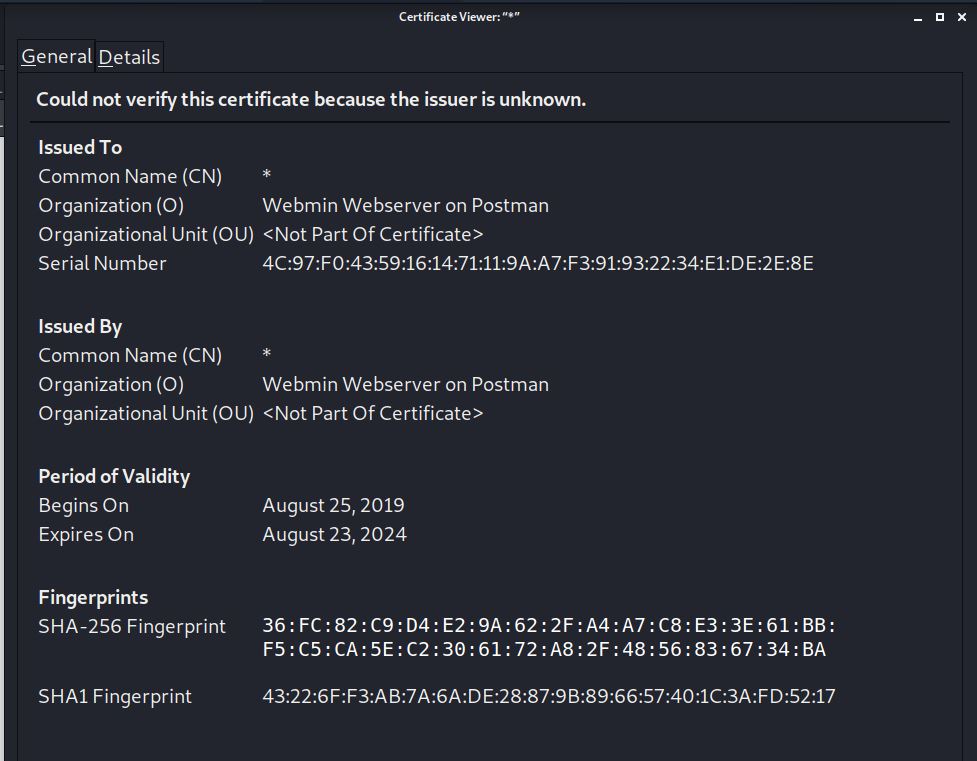 Certificate Viewer: "*"
General Details
Could not verify this certificate because the issuer is unknown.
Issued To
Common Name (CN) *
Organization (O) Webmin Webserver on Postman
Organizational Unit (OU) <Not Part Of Certificate>
Serial Number 4C:97:F0:43:59:16:14:71:11:9A:A7:F3:91:93:22:34:E1:DE:2E:8E
Issued By
Common Name (CN) *
Organization (O) Webmin Webserver on Postman
Organizational Unit (OU) <Not Part Of Certificate>
Period of Validity
Begins On August 25, 2019
Expires On August 23, 2024
Fingerprints
SHA-256 Fingerprint 36:FC:82:C9:D4:E2:9A:62:2F:A4:A7:C8:E3:3E:61:BB:
F5:C5:CA:5E:C2:30:61:72:A8:2F:48:56:83:67:34:BA
SHA1 Fingerprint 43:22:6F:F3:AB:7A:6A:DE:28:87:9B:89:66:57:40:1C:3A:FD:52:17